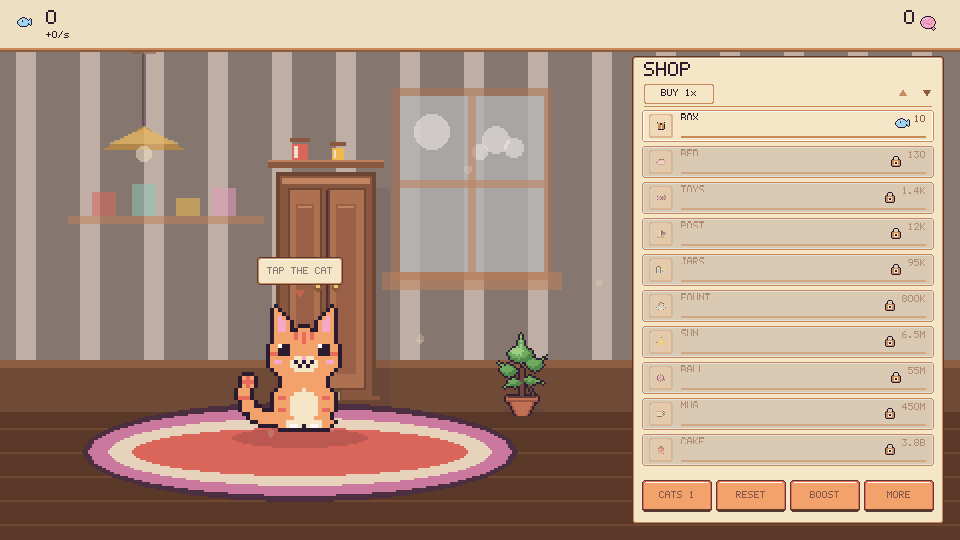 0
+0/s
0
SHOP
BUY 1x
BOX 10
BED 130
TOYS 1.4K
POST 12K
JARS 95K
FOUNT 800K
SUN 6.5M
BALL 55M
MUG 450M
CAKE 3.8B
TAP THE CAT
CATS 1
RESET
BOOST
MORE